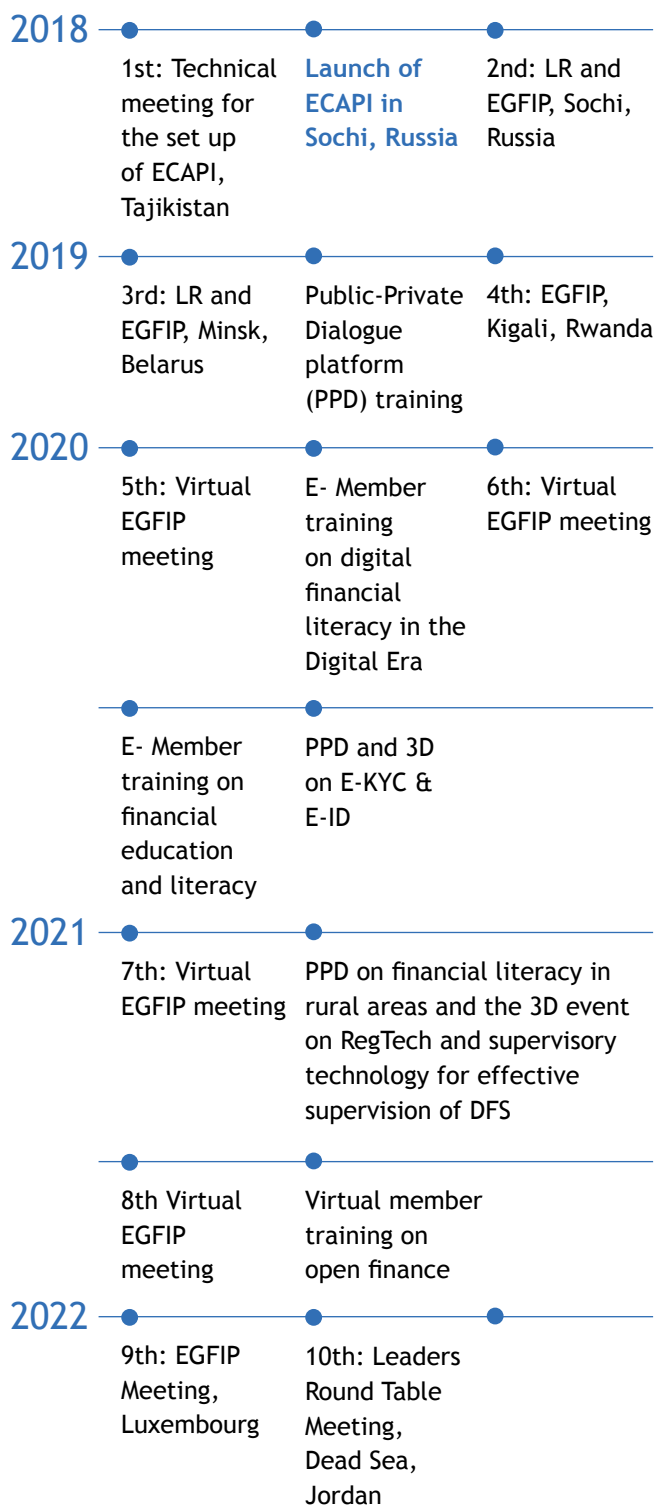 2018
1st: Technical
meeting for
the set up
of ECAPI,
Tajikistan
Launch of
ECAPI in
Sochi, Russia
2nd: LR and
EGFIP, Sochi,
Russia
2019
3rd: LR and
EGFIP, Minsk,
Belarus
Public-Private
Dialogue
platform
(PPD) training
4th: EGFIP,
Kigali, Rwanda
2020
5th: Virtual
EGFIP
meeting
E- Member
training
on digital
financial
literacy in the
Digital Era
6th: Virtual
EGFIP meeting
E- Member
training on
financial
education
and literacy
PPD and 3D
on E-KYC &
E-ID
2021
7th: Virtual
EGFIP meeting
PPD on financial literacy in
rural areas and the 3D event
on RegTech and supervisory
technology for effective
supervision of DFS
8th Virtual
EGFIP
meeting
Virtual member
training on
open finance
2022
9th: EGFIP
Meeting,
Luxembourg
10th: Leaders
Round Table
Meeting,
Dead Sea,
Jordan